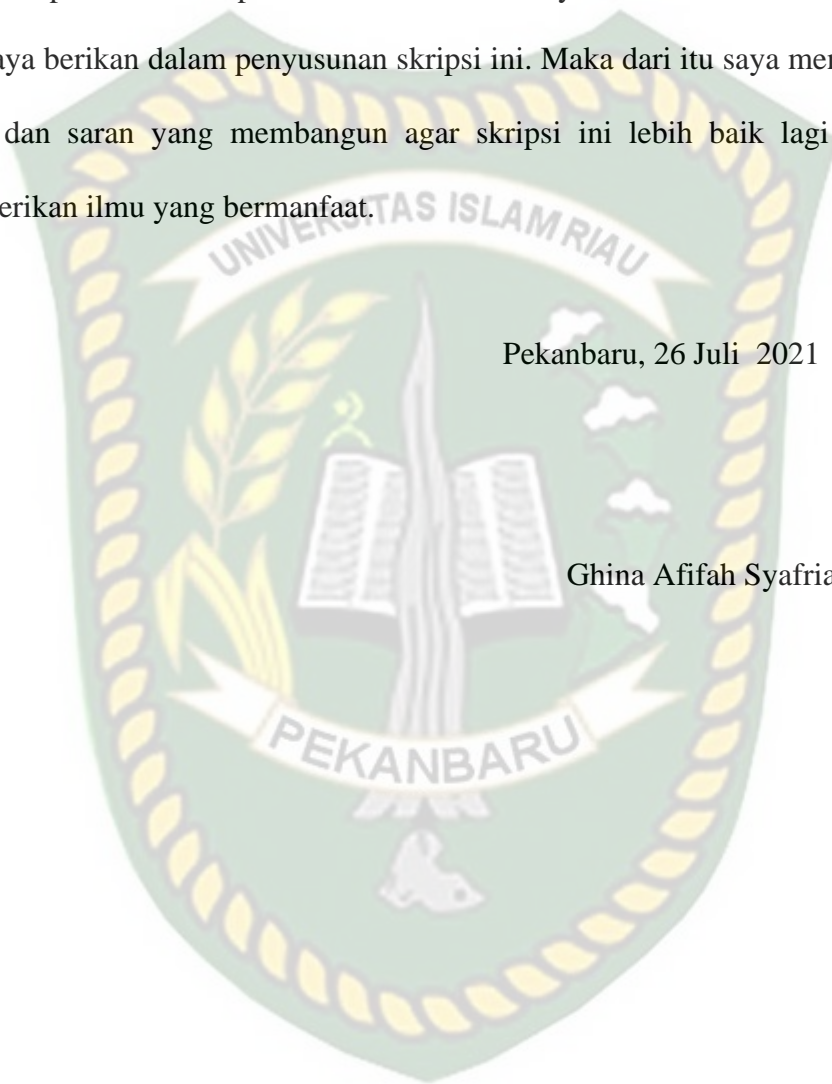 aya berikan dalam penyusunan skripsi ini. Maka dari itu saya mer
dan saran yang membangun agar skripsi ini lebih baik lagi
erikan ilmu yang bermanfaat.
UNIVERSITAS ISLAM RIAU
Pekanbaru, 26 Juli 2021
Ghina Afifah Syafria
PEKANBARU